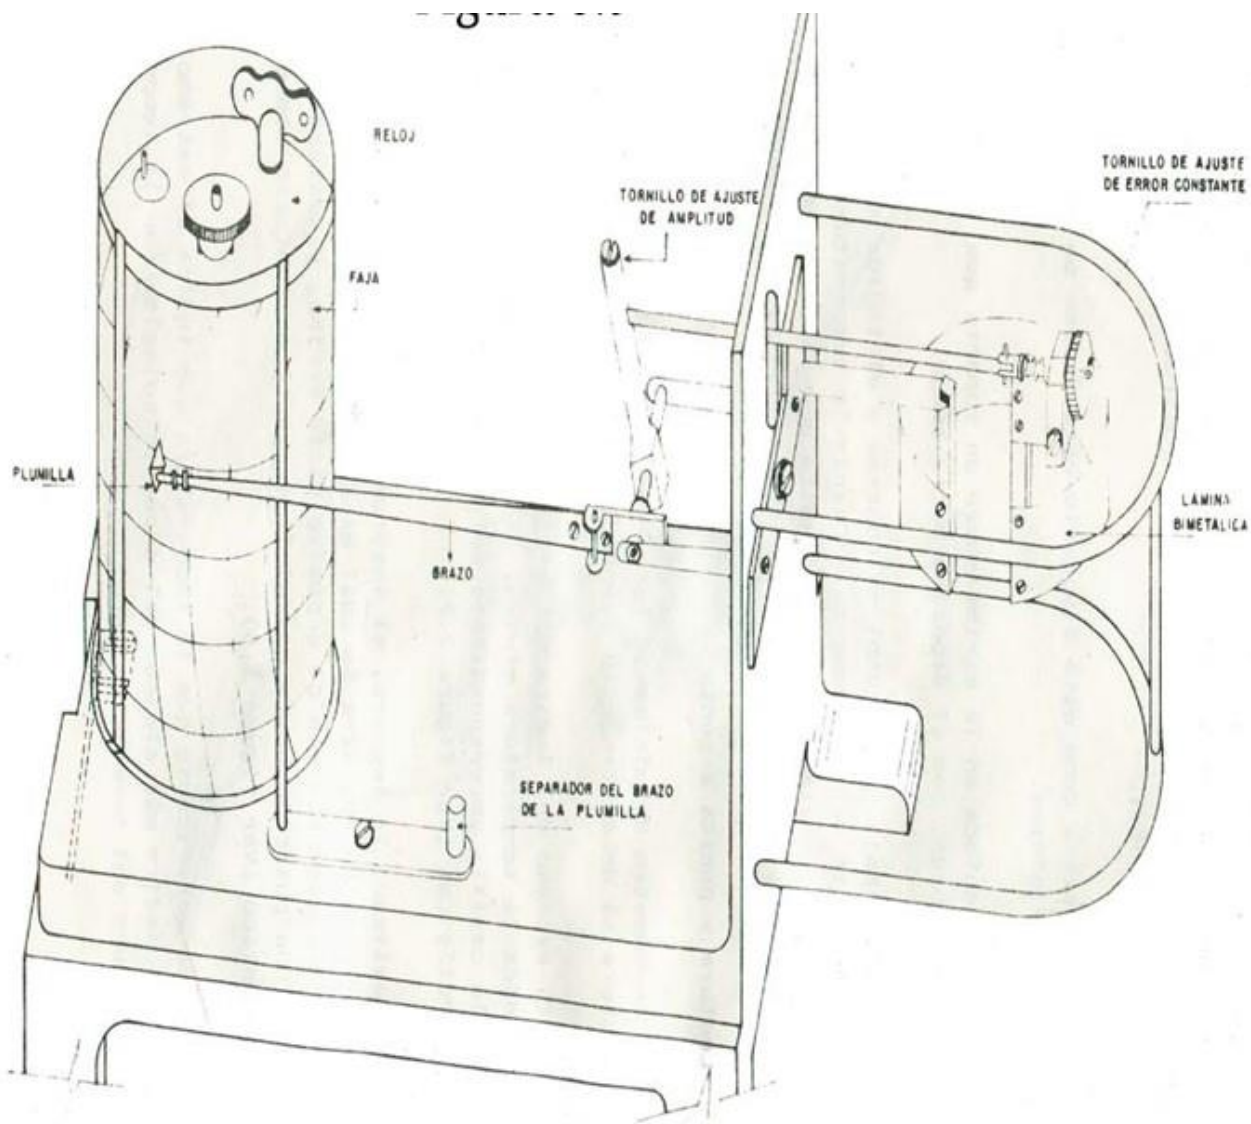 RELOJ
TORNILLO DE AJUSTE
DE ERROR CONSTANTE
TORNILLO DE AJUSTE
DE AMPLITUD
FAJA
PLUMILLA
LAMINA
BIMETALICA
BRAZO
SEPARADOR DEL BRAZO
DE LA PLUMILLA